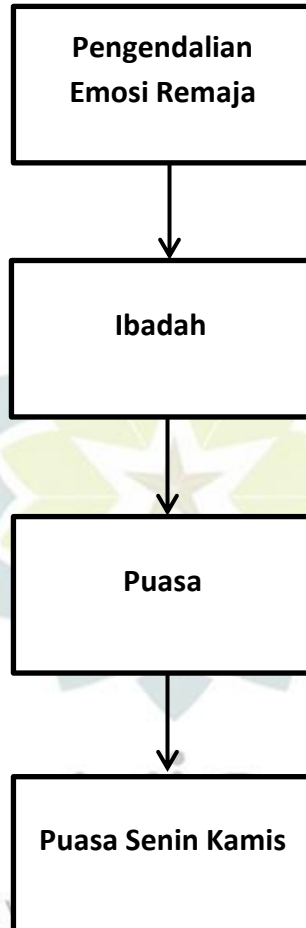 Pengendalian
Emosi Remaja
Ibadah
Puasa
Puasa Senin Kamis